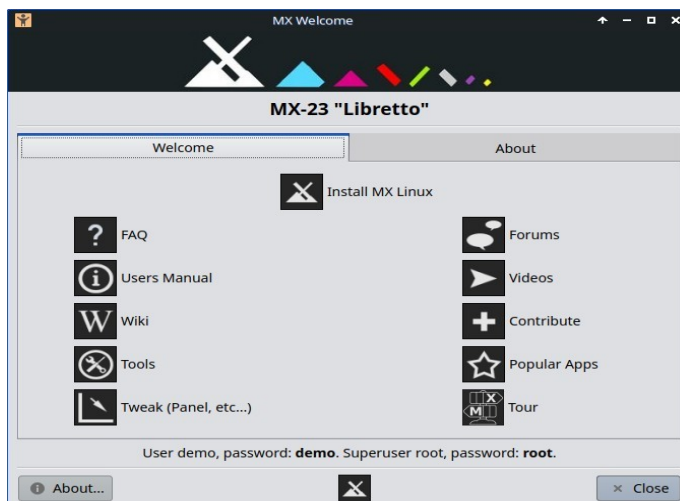 MX Welcome
MX-23 "Libretto"
Welcome About
Install MX Linux
FAQ Forums
Users Manual Videos
Wiki Contribute
Tools Popular Apps
Tweak (Panel, etc...) Tour
User demo, password: demo. Superuser root, password: root.
About... Close